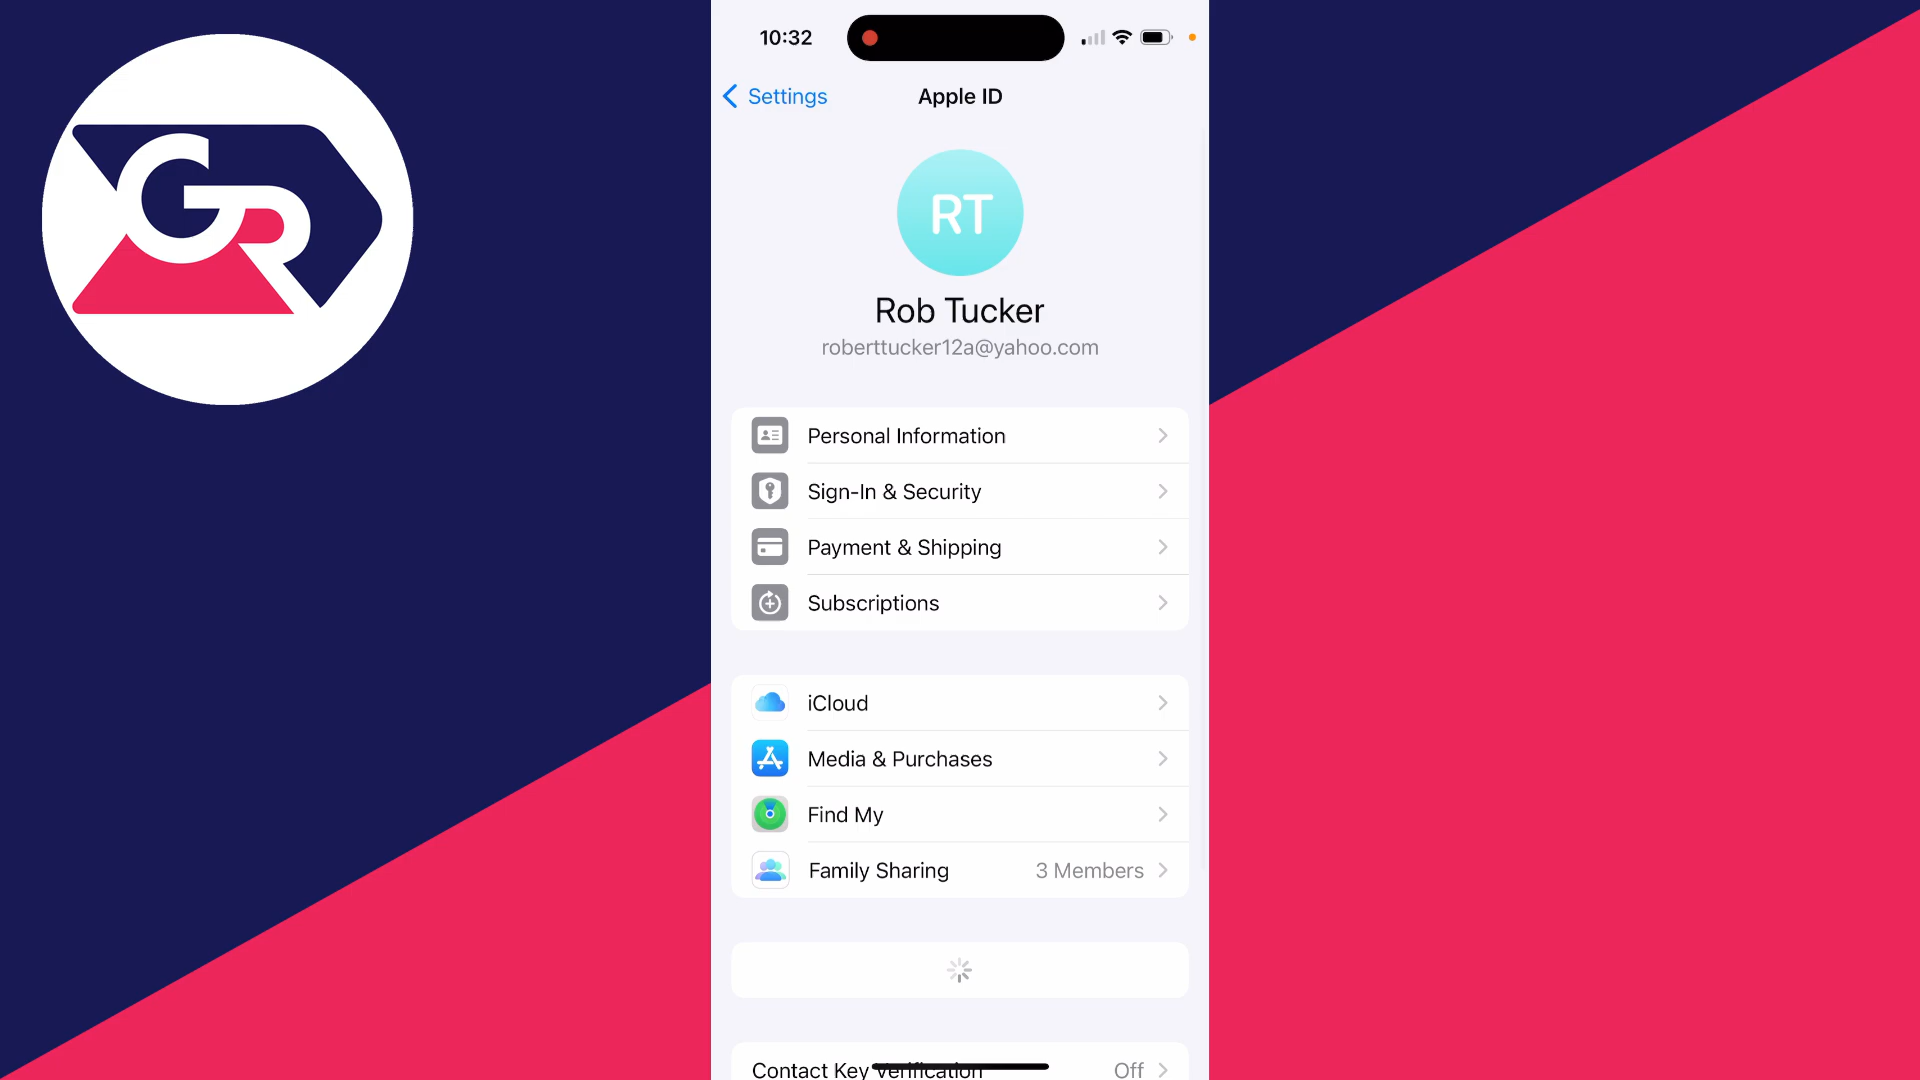 GR
10:32
Settings
Apple ID
RT
Rob Tucker
roberttucker12a@yahoo.com
Personal Information
Sign-In & Security
Payment & Shipping
Subscriptions
iCloud
Media & Purchases
Find My
Family Sharing 3 Members
Contact Key Verification Off